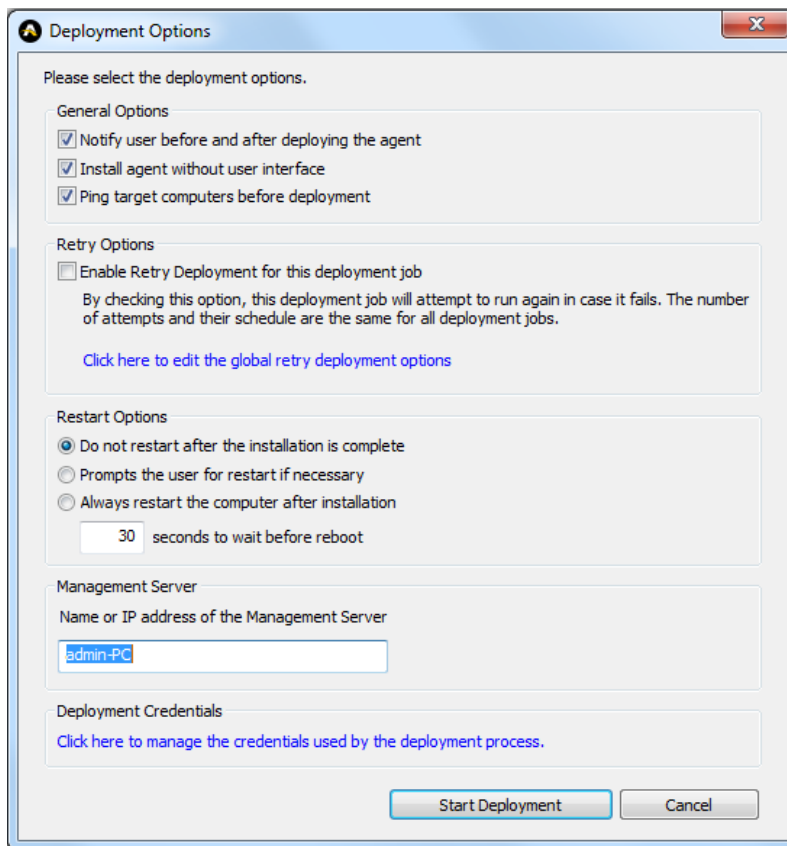 Deployment Options
Please select the deployment options.
General Options
Notify user before and after deploying the agent
Install agent without user interface
Ping target computers before deployment
Retry Options
Enable Retry Deployment for this deployment job
By checking this option, this deployment job will attempt to run again in case it fails. The number
of attempts and their schedule are the same for all deployment jobs.
Click here to edit the global retry deployment options
Restart Options
Do not restart after the installation is complete
Prompts the user for restart if necessary
Always restart the computer after installation
30 seconds to wait before reboot
Management Server
Name or IP address of the Management Server
admin-PC
Deployment Credentials
Click here to manage the credentials used by the deployment process.
Start Deployment Cancel